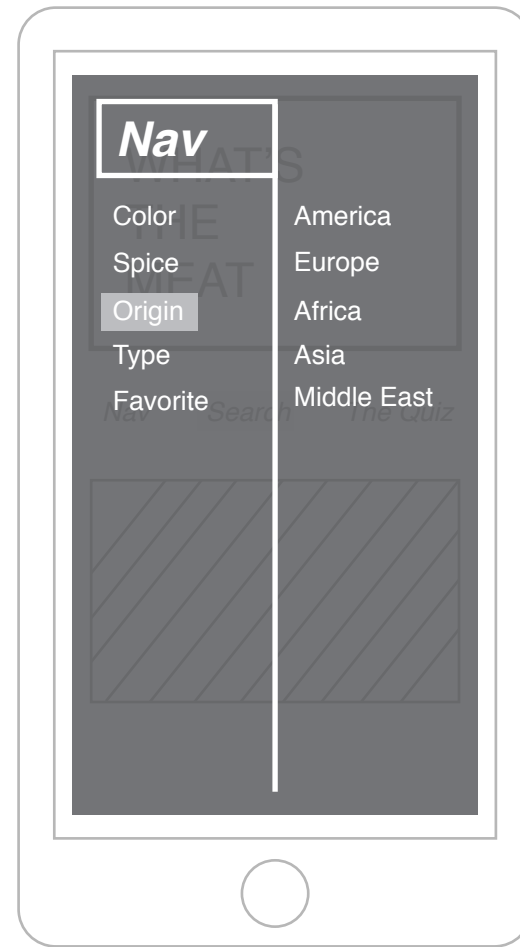 Nav
WHAT'S
THE
MEAT
Color
Spice
Origin
Type
Favorite
America
Europe
Africa
Asia
Middle East
Nav Search The Quiz